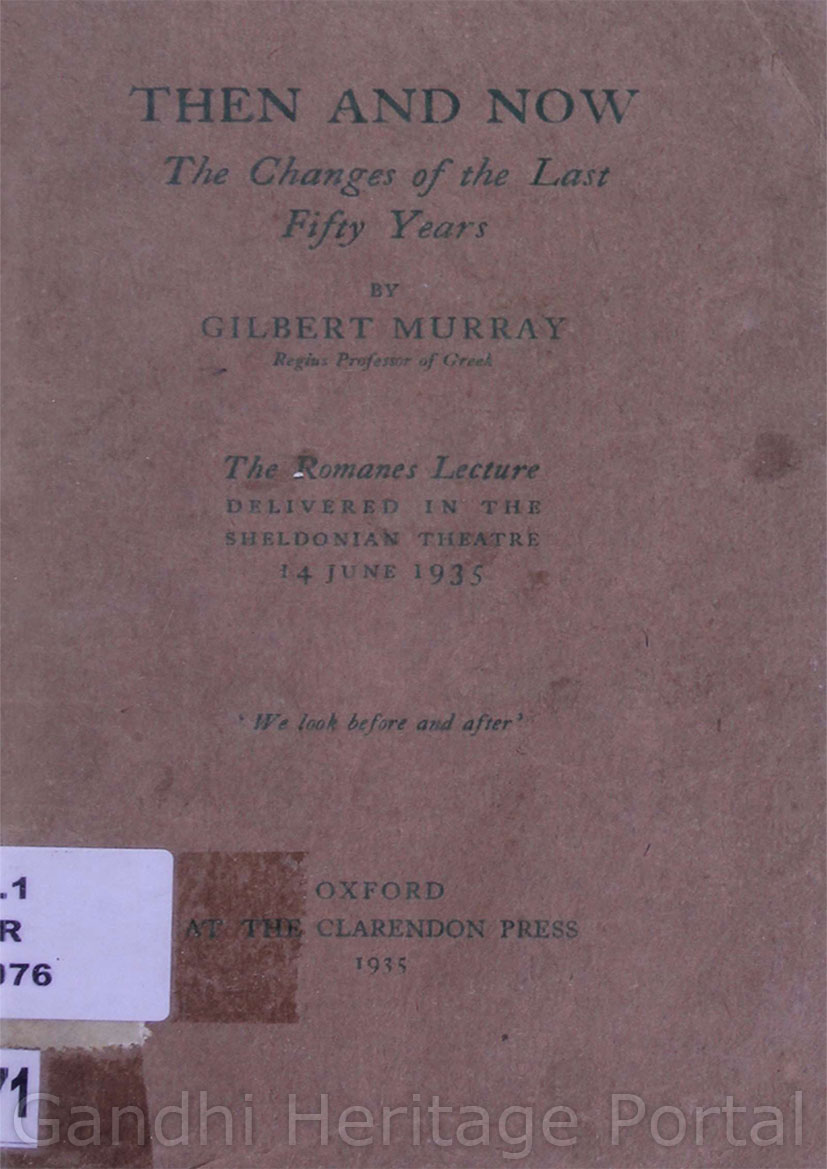 THEN AND NOW
The Changes of the Last
Fifty Years
BY
GILBERT MURRAY
Regius Professor of Greek
The Romanes Lecture
DELIVERED IN THE
SHELDONIAN THEATRE
14 JUNE 1935
'We look before and after'
OXFORD
AT THE CLARENDON PRESS
1935
.1
R
076
71
Gandhi Heritage Portal